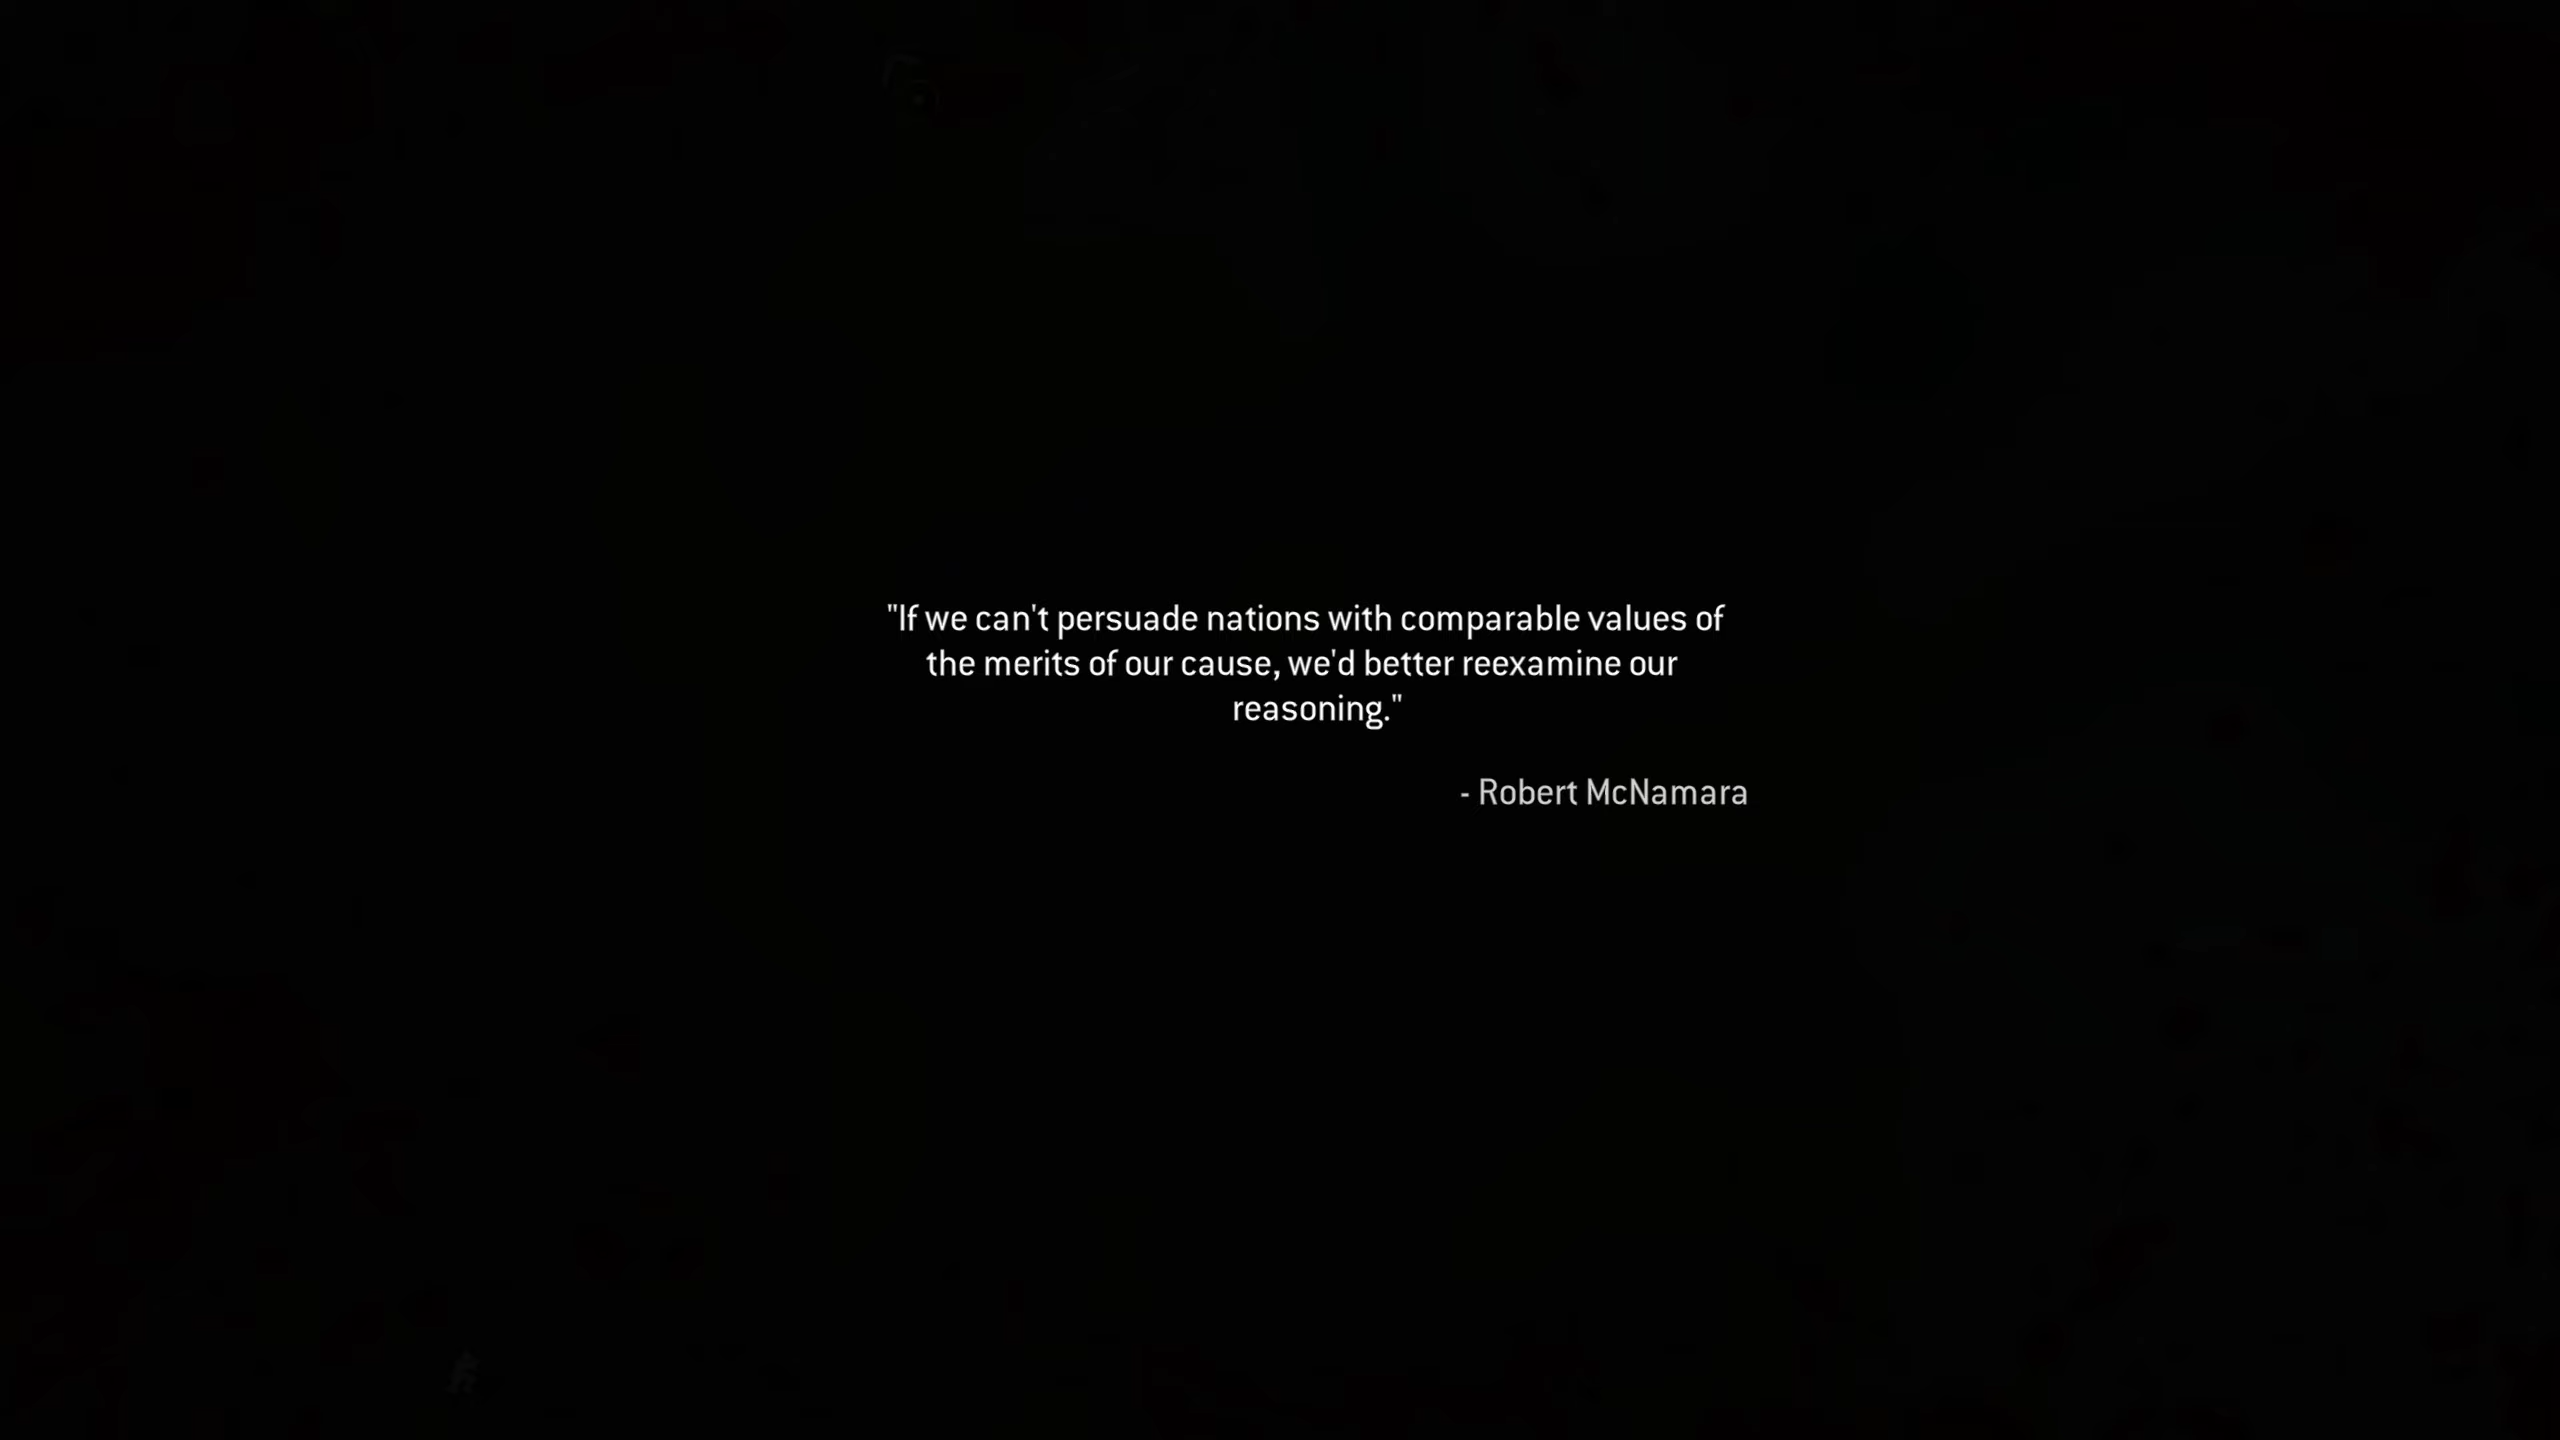 "If we can't persuade nations with comparable values of
the merits of our cause, we'd better reexamine our
reasoning."
- Robert McNamara